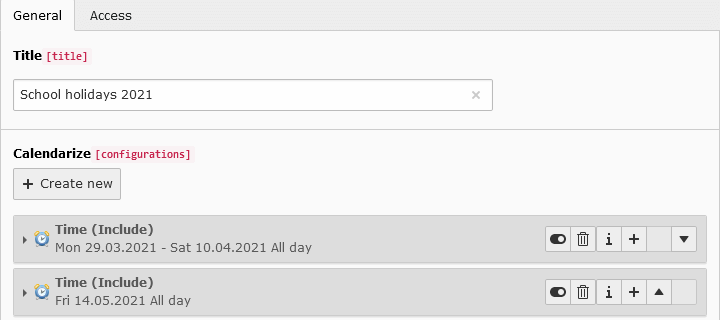 General Access
Title [title]
School holidays 2021
Calendarize [configurations]
+ Create new
Time (Include)
Mon 29.03.2021 - Sat 10.04.2021 All day
Time (Include)
Fri 14.05.2021 All day